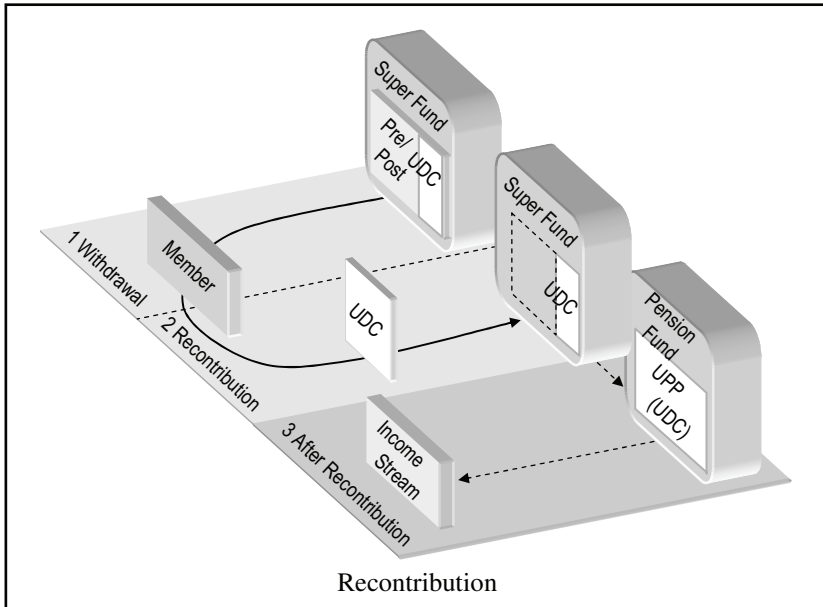 Super Fund
Pre/
Post
UDC
1 Withdrawal
Member
Super Fund
UDC
2 Recontribution
UDC
Pension
Fund
UPP
(UDC)
3 After Recontribution
Income
Stream
Recontribution